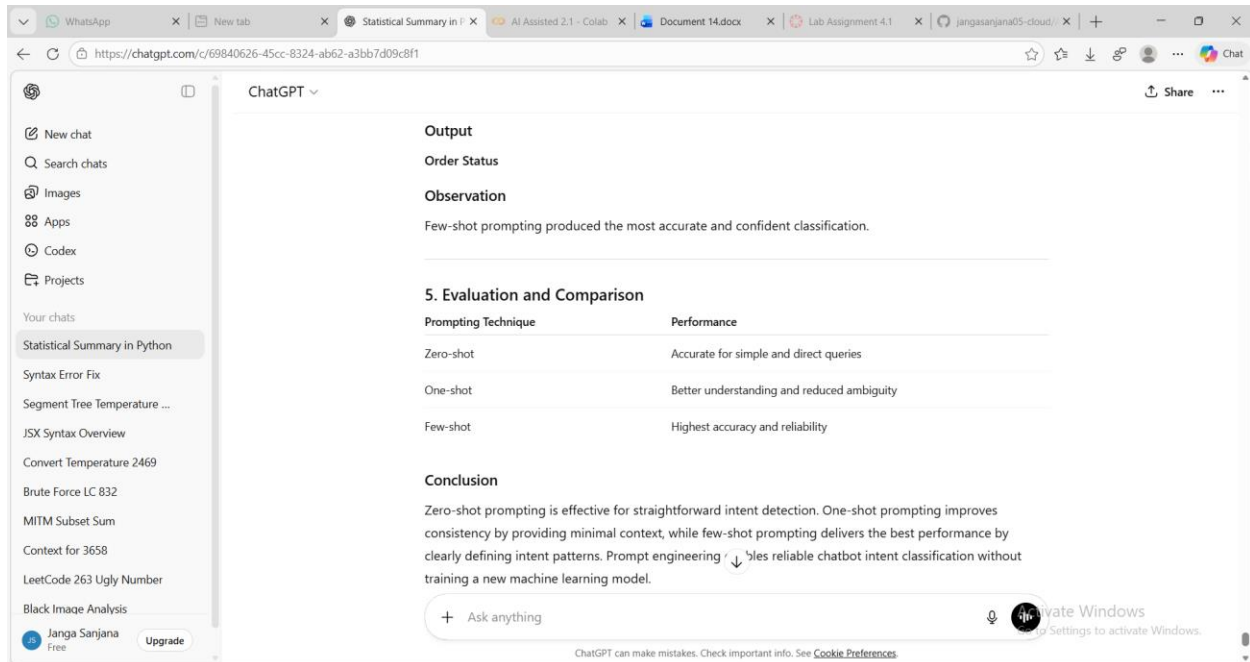 WhatsApp
New tab
Statistical Summary in P
AI Assisted 2.1 - Colab
Document 14.docx
Lab Assignment 4.1
jangasanjana05-cloud/
https://chatgpt.com/c/69840626-45cc-8324-ab62-a3bb7d09c8f1
Chat
ChatGPT
Share
New chat
Search chats
Images
Apps
Codex
Projects
Your chats
Statistical Summary in Python
Syntax Error Fix
Segment Tree Temperature ...
JSX Syntax Overview
Convert Temperature 2469
Brute Force LC 832
MITM Subset Sum
Context for 3658
LeetCode 263 Ugly Number
Black Image Analysis
JS
Janga Sanjana
Free
Upgrade
Output
Order Status
Observation
Few-shot prompting produced the most accurate and confident classification.
5. Evaluation and Comparison
Prompting Technique Performance
Zero-shot Accurate for simple and direct queries
One-shot Better understanding and reduced ambiguity
Few-shot Highest accuracy and reliability
Conclusion
Zero-shot prompting is effective for straightforward intent detection. One-shot prompting improves
consistency by providing minimal context, while few-shot prompting delivers the best performance by
clearly defining intent patterns. Prompt engineering bles reliable chatbot intent classification without
training a new machine learning model.
Ask anything
Activate Windows
Go to Settings to activate Windows.
ChatGPT can make mistakes. Check important info. See Cookie Preferences.